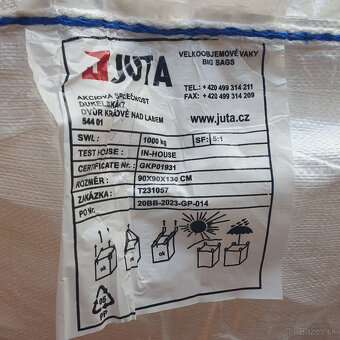 JUTA
VELKOOBJEMOVÉ VAKY
BIG BAGS
TEL: +420 499 314 211
FAX: +420 499 314 209
AKCIOVÁ SPOLEČNOST
DUKELSKÁ
DVŮR KRÁLOVÉ NAD LABEM
544 01
www.juta.cz
SWL: 1000 kg SF: 5:1
TEST HOUSE: IN-HOUSE
CERTIFICATE Nr.: GKP01931
ROZMĚR: 90X90X130 CM
ZAKÁZKA: T231057
PO Nr. 20BB-2023-GP-014
ok
ok
ok
05
PP